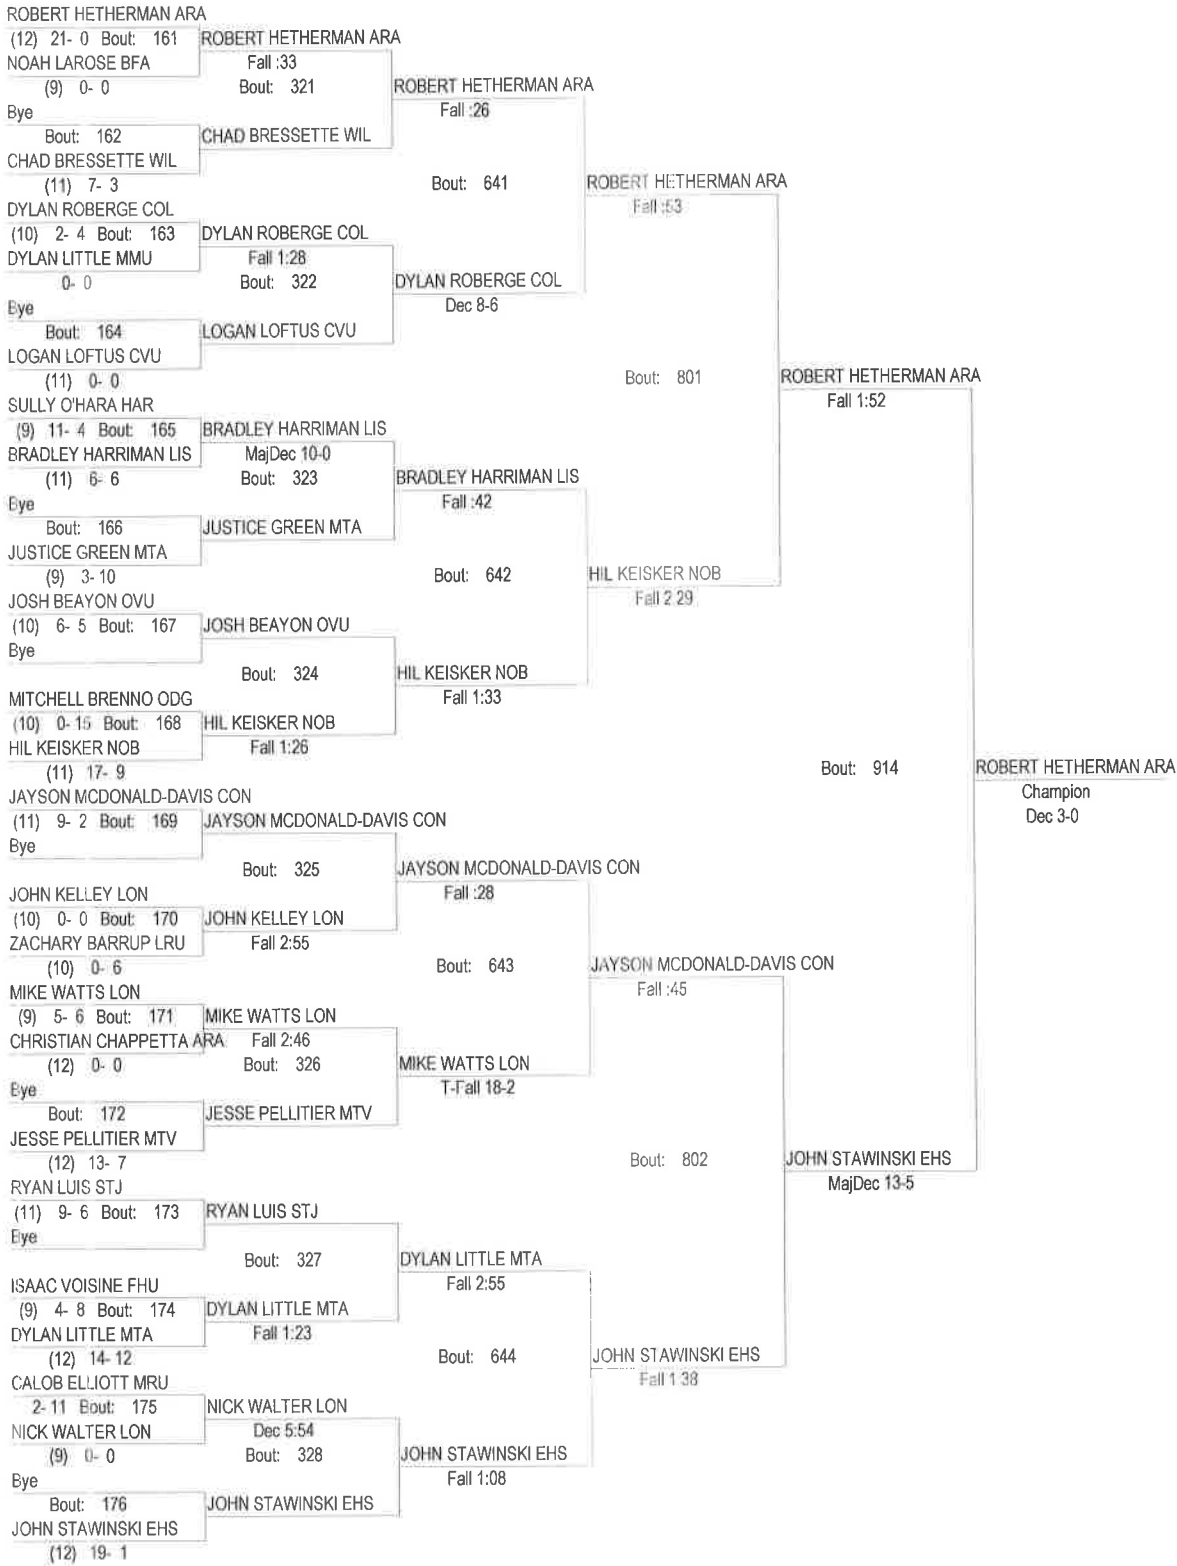 ROBERT HETHERMAN ARA
(12) 21- 0 Bout: 161
ROBERT HETHERMAN ARA
NOAH LAROSE BFA
Fall :33
(9) 0- 0
Bout: 321
ROBERT HETHERMAN ARA
Bye
Fall :26
Bout: 162
CHAD BRESSETTE WIL
CHAD BRESSETTE WIL
(11) 7- 3
Bout: 641
ROBERT HETHERMAN ARA
DYLAN ROBERGE COL
Fall :53
(10) 2- 4 Bout: 163
DYLAN ROBERGE COL
DYLAN LITTLE MMU
Fall 1:28
0- 0
Bout: 322
DYLAN ROBERGE COL
Bye
Dec 8-6
Bout: 164
LOGAN LOFTUS CVU
LOGAN LOFTUS CVU
(11) 0- 0
Bout: 801
ROBERT HETHERMAN ARA
SULLY O'HARA HAR
Fall 1:52
(9) 11- 4 Bout: 165
BRADLEY HARRIMAN LIS
BRADLEY HARRIMAN LIS
MajDec 10-0
(11) 6- 6
Bout: 323
BRADLEY HARRIMAN LIS
Bye
Fall :42
Bout: 166
JUSTICE GREEN MTA
JUSTICE GREEN MTA
(9) 3- 10
Bout: 642
HIL KEISKER NOB
JOSH BEAYON OVU
Fall 2 29
(10) 6- 5 Bout: 167
JOSH BEAYON OVU
Bye
Bout: 324
HIL KEISKER NOB
MITCHELL BRENNO ODG
Fall 1:33
(10) 0- 15 Bout: 168
HIL KEISKER NOB
HIL KEISKER NOB
Fall 1:26
(11) 17- 9
Bout: 914
ROBERT HETHERMAN ARA
JAYSON MCDONALD-DAVIS CON
Champion
(11) 9- 2 Bout: 169
JAYSON MCDONALD-DAVIS CON
Dec 3-0
Bye
Bout: 325
JAYSON MCDONALD-DAVIS CON
JOHN KELLEY LON
Fall :28
(10) 0- 0 Bout: 170
JOHN KELLEY LON
ZACHARY BARRUP LRU
Fall 2:55
(10) 0- 6
Bout: 643
JAYSON MCDONALD-DAVIS CON
MIKE WATTS LON
Fall :45
(9) 5- 6 Bout: 171
MIKE WATTS LON
CHRISTIAN CHAPPETTA ARA
Fall 2:46
(12) 0- 0
Bout: 326
MIKE WATTS LON
Bye
T-Fall 18-2
Bout: 172
JESSE PELLITIER MTV
JESSE PELLITIER MTV
(12) 13- 7
Bout: 802
JOHN STAWINSKI EHS
RYAN LUIS STJ
MajDec 13-5
(11) 9- 6 Bout: 173
RYAN LUIS STJ
Bye
Bout: 327
DYLAN LITTLE MTA
ISAAC VOISINE FHU
Fall 2:55
(9) 4- 8 Bout: 174
DYLAN LITTLE MTA
DYLAN LITTLE MTA
Fall 1:23
(12) 14- 12
Bout: 644
JOHN STAWINSKI EHS
CALOB ELLIOTT MRU
Fall 1 38
2- 11 Bout: 175
NICK WALTER LON
NICK WALTER LON
Dec 5:54
(9) 0- 0
Bout: 328
JOHN STAWINSKI EHS
Bye
Fall 1:08
Bout: 176
JOHN STAWINSKI EHS
JOHN STAWINSKI EHS
(12) 19- 1